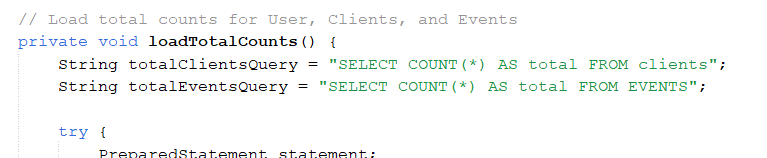 // Load total counts for User, Clients, and Events
private void loadTotalCounts() {
String totalClientsQuery = "SELECT COUNT(*) AS total FROM clients";
String totalEventsQuery = "SELECT COUNT(*) AS total FROM EVENTS";
try {
PreparedStatement statement;